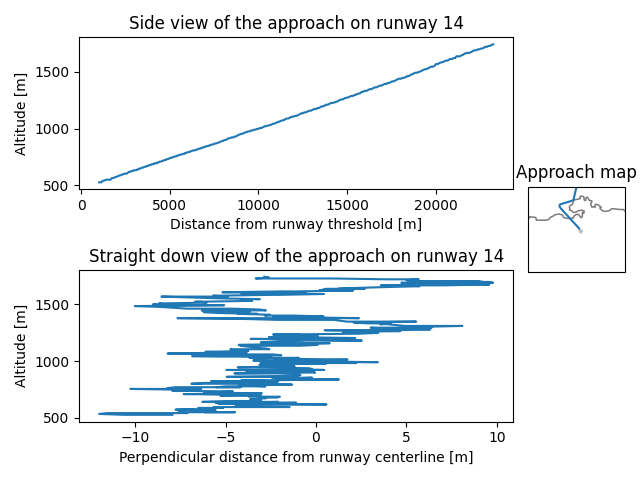 Side view of the approach on runway 14
Altitude [m]
1500
1000
500
0
5000
10000
15000
20000
Distance from runway threshold [m]
Approach map
Straight down view of the approach on runway 14
Altitude [m]
1500
1000
500
−10
−5
0
5
10
Perpendicular distance from runway centerline [m]